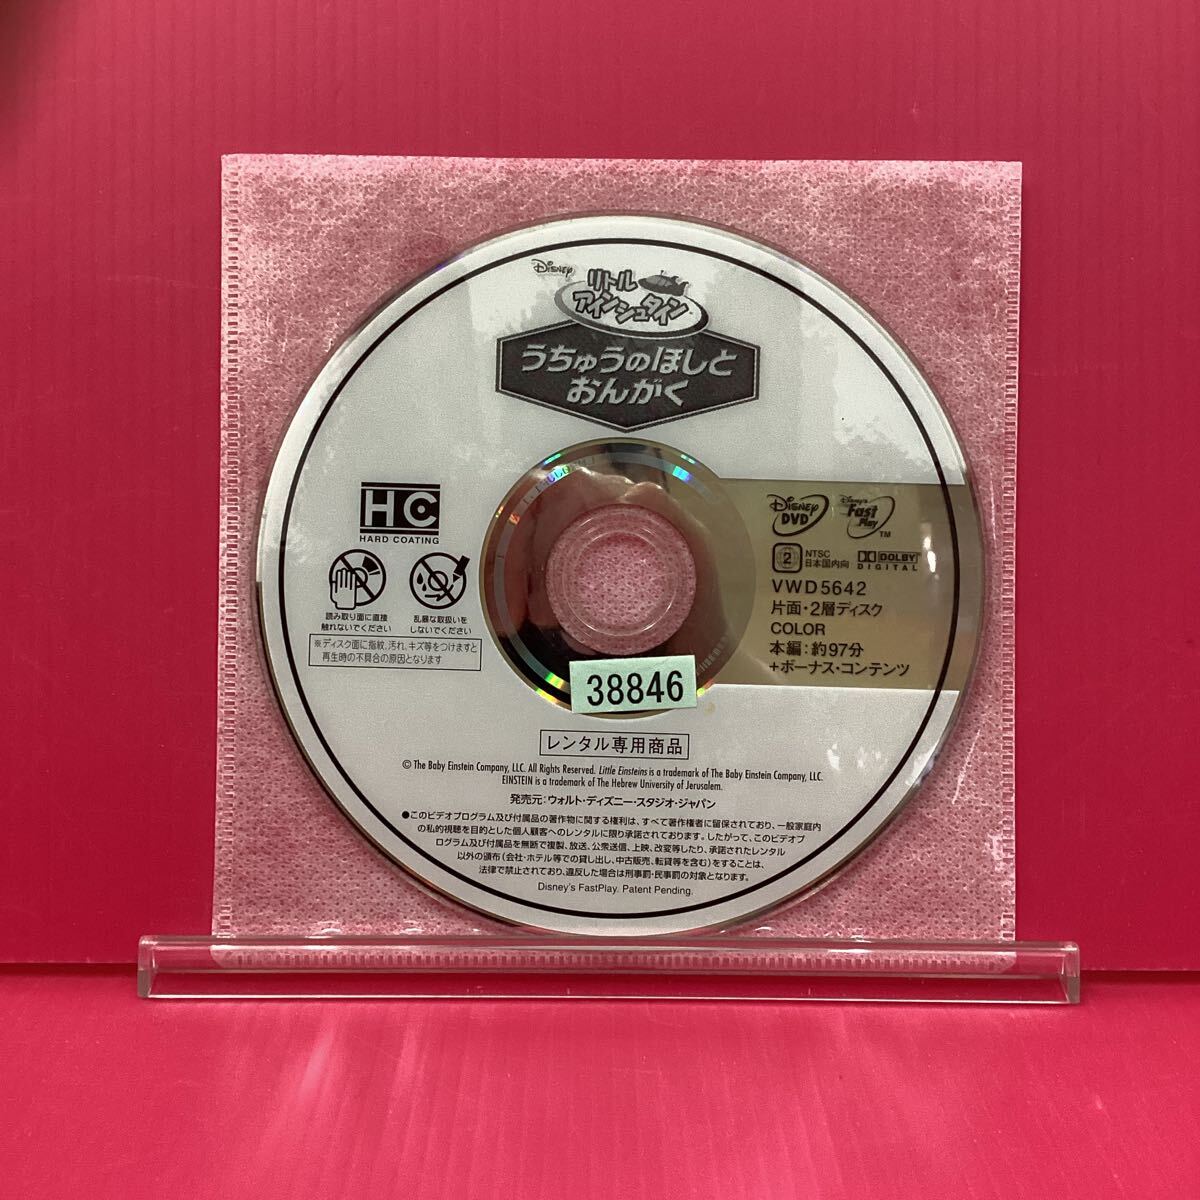 Disney
リトル
アインシュタイン
うちゅうのほしと
おんがく
HC
HARD COATING
読み取り面に直接
触れないでください
乱暴な取扱いを
しないでください
※ディスク面に指紋、汚れ、キズ等をつけますと
再生時の不具合の原因となります
Disney
DVD
Disney's
Fast
Play
TM
2
NTSC
日本国内向
DOLBY
DIGITAL
VWD5642
片面・2層ディスク
COLOR
本編：約97分
+ボーナス・コンテンツ
38846
レンタル専用商品
© The Baby Einstein Company, LLC. All Rights Reserved. Little Einsteins is a trademark of The Baby Einstein Company, LLC.
EINSTEIN is a trademark of The Hebrew University of Jerusalem.
発売元：ウォルト・ディズニー・スタジオ・ジャパン
●このビデオプログラム及び付属品の著作物に関する権利は、すべて著作権者に留保されており、一般家庭内
の私的視聴を目的とした個人顧客へのレンタルに限り承諾されております。したがって、このビデオプ
ログラム及び付属品を無断で複製、放送、公衆送信、上映、改変等したり、承諾されたレンタル
以外の頒布（会社・ホテル等での貸し出し、中古販売、転貸等を含む）をすることは、
法律で禁止されており、違反した場合は刑事罰・民事罰の対象となります。
Disney's FastPlay. Patent Pending.